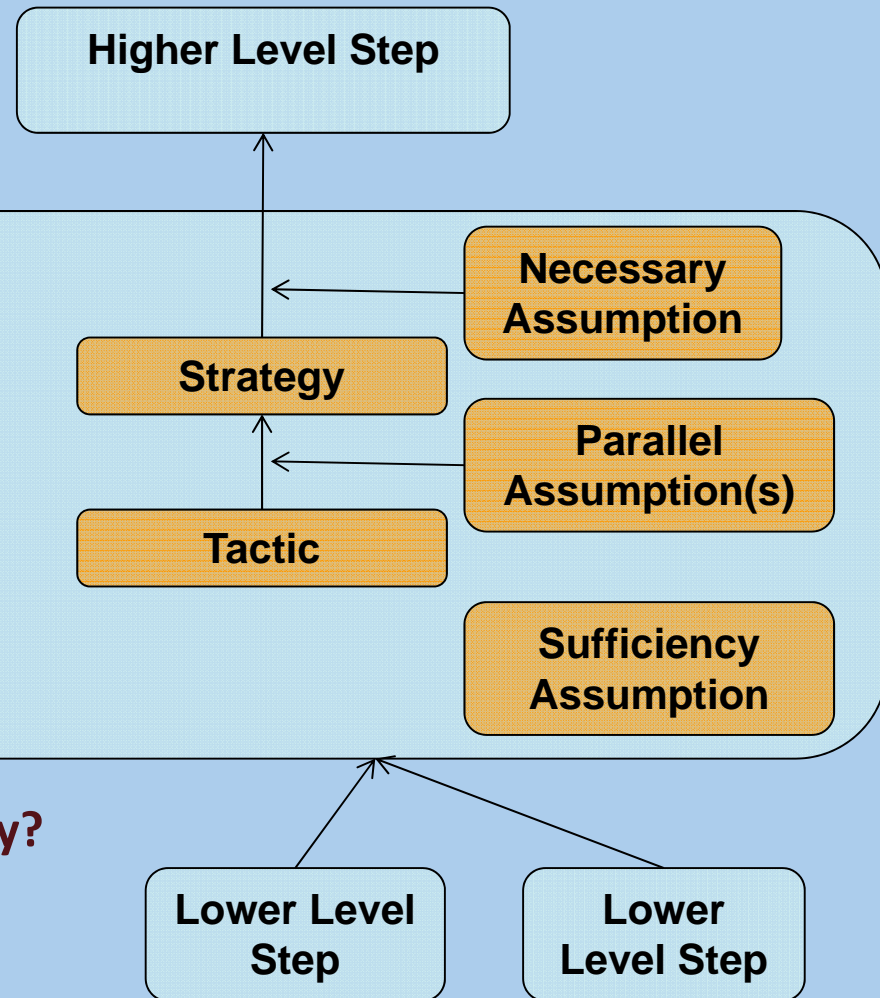 Higher Level Step
Necessary
Assumption
Strategy
Parallel
Assumption(s)
Tactic
Sufficiency
Assumption
y?
Lower Level
Step
Lower
Level Step